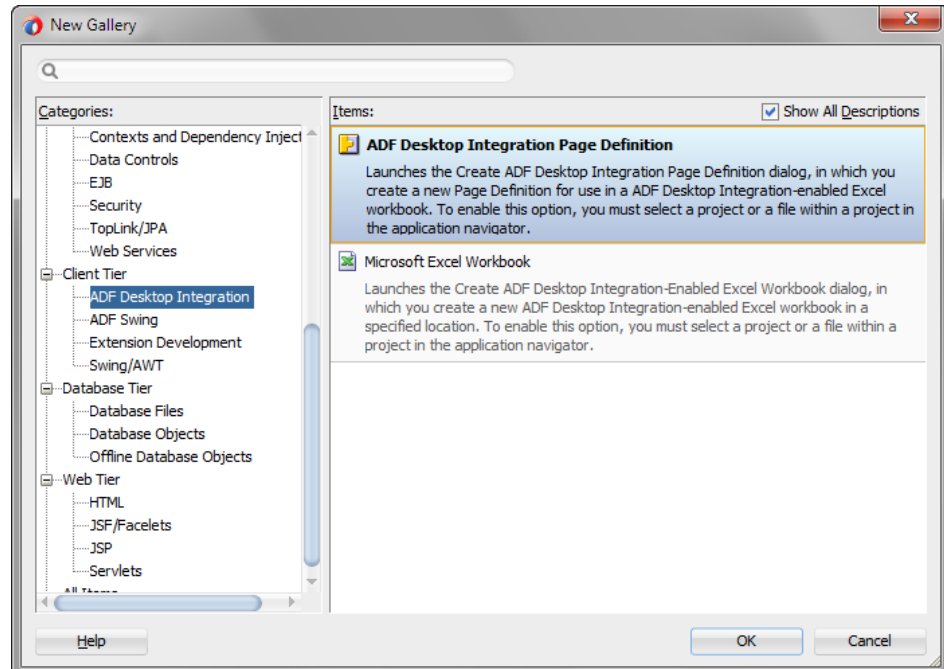 New Gallery
Categories:
Contexts and Dependency Inject
Data Controls
EJB
Security
TopLink/JPA
Web Services
Client Tier
ADF Desktop Integration
ADF Swing
Extension Development
Swing/AWT
Database Tier
Database Files
Database Objects
Offline Database Objects
Web Tier
HTML
JSF/Facelets
JSP
Servlets
All Items
Items:
Show All Descriptions
ADF Desktop Integration Page Definition
Launches the Create ADF Desktop Integration Page Definition dialog, in which you
create a new Page Definition for use in a ADF Desktop Integration-enabled Excel
workbook. To enable this option, you must select a project or a file within a project in
the application navigator.
Microsoft Excel Workbook
Launches the Create ADF Desktop Integration-Enabled Excel Workbook dialog, in
which you create a new ADF Desktop Integration-enabled Excel workbook in a
specified location. To enable this option, you must select a project or a file within a
project in the application navigator.
Help
OK
Cancel